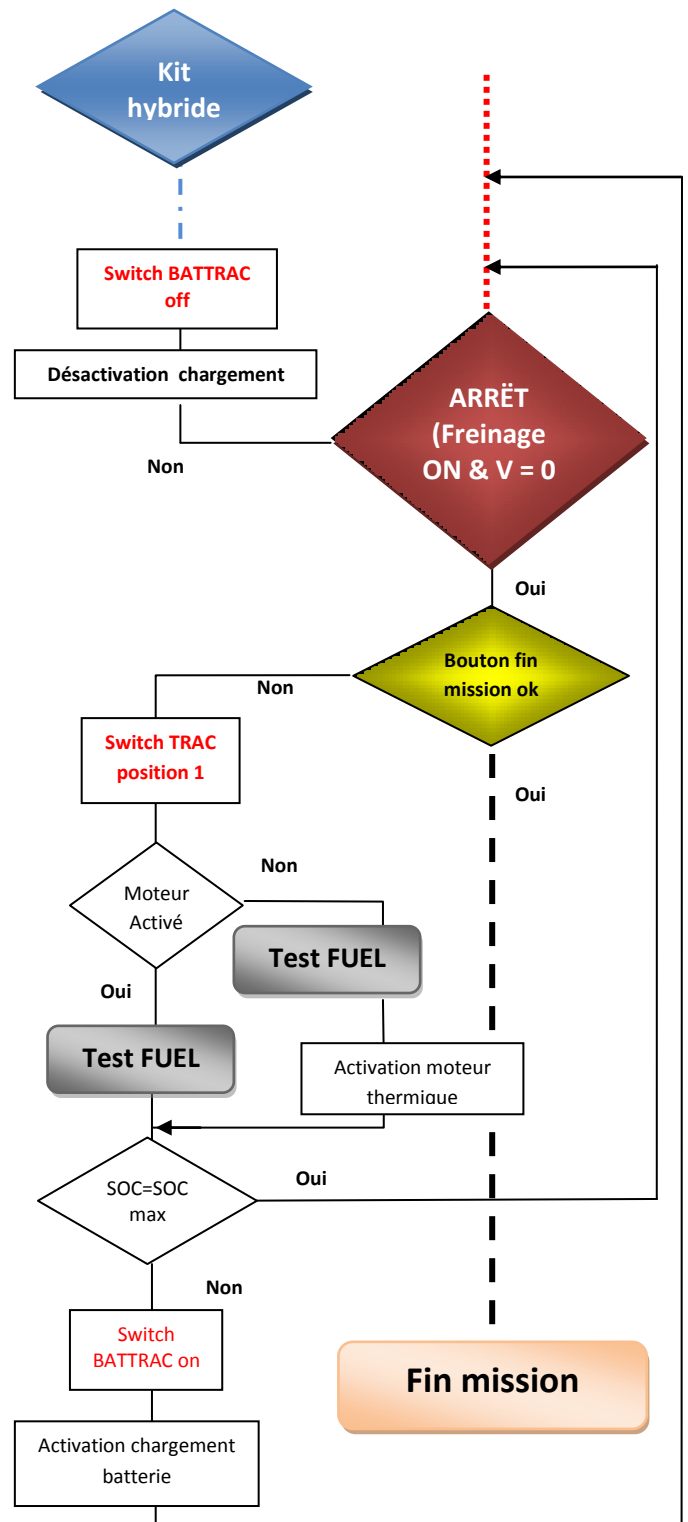 Kit
hybride
Switch BATTRAC
off
Désactivation chargement
ARRËT
(Freinage
ON & V = 0
Non
Oui
Bouton fin
mission ok
Non
Switch TRAC
position 1
Oui
Moteur
Activé
Non
Test FUEL
Oui
Test FUEL
Activation moteur
thermique
SOC=SOC
max
Oui
Non
Switch
BATTRAC on
Fin mission
Activation chargement
batterie